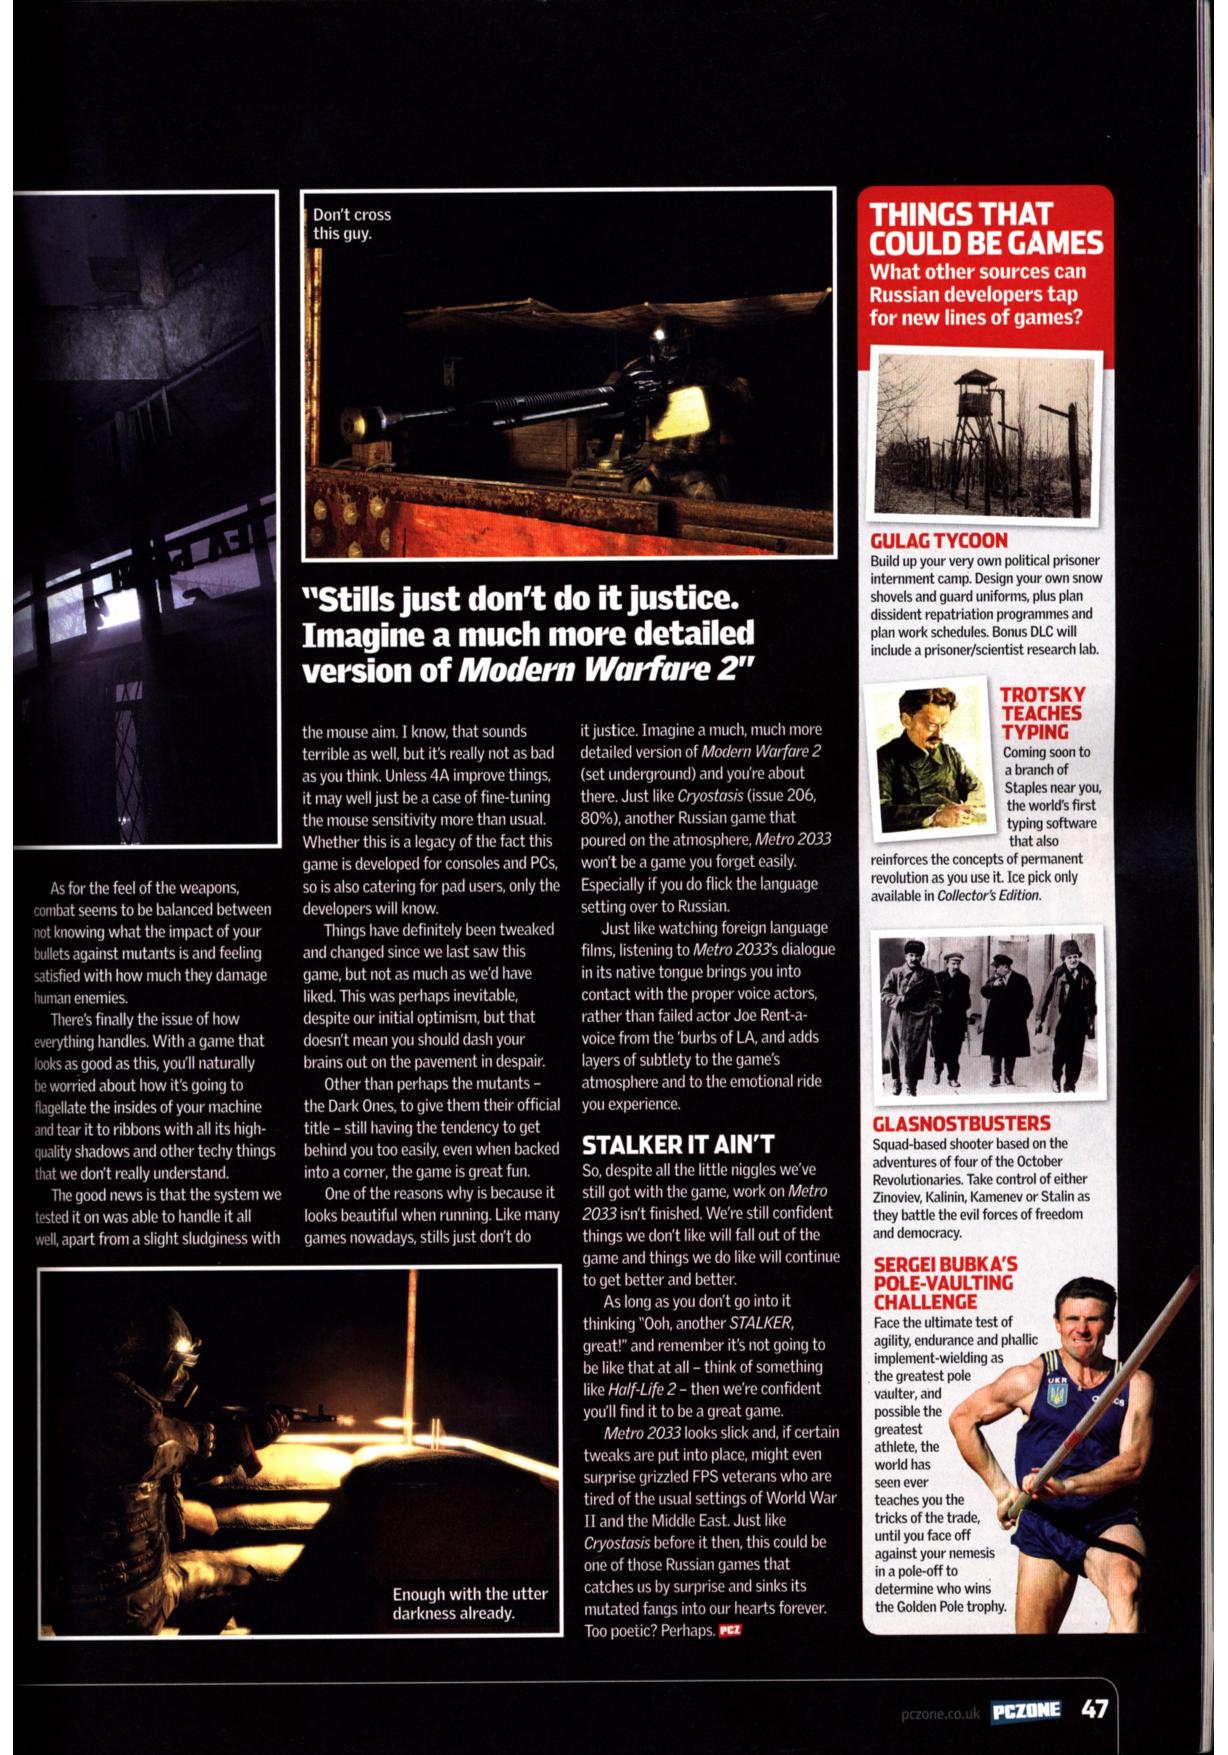 Don't cross
this guy.
"Stills just don't do it justice.
Imagine a much more detailed
version of Modern Warfare 2"
As for the feel of the weapons,
combat seems to be balanced between
not knowing what the impact of your
bullets against mutants is and feeling
satisfied with how much they damage
human enemies.
There's finally the issue of how
everything handles. With a game that
looks as good as this, you'll naturally
be worried about how it's going to
flagellate the insides of your machine
and tear it to ribbons with all its high-
quality shadows and other techy things
that we don't really understand.
The good news is that the system we
tested it on was able to handle it all
well, apart from a slight sludginess with
the mouse aim. I know, that sounds
terrible as well, but it's really not as bad
as you think. Unless 4A improve things,
it may well just be a case of fine-tuning
the mouse sensitivity more than usual.
Whether this is a legacy of the fact this
game is developed for consoles and PCs,
so is also catering for pad users, only the
developers will know.
Things have definitely been tweaked
and changed since we last saw this
game, but not as much as we'd have
liked. This was perhaps inevitable,
despite our initial optimism, but that
doesn't mean you should dash your
brains out on the pavement in despair.
Other than perhaps the mutants –
the Dark Ones, to give them their official
title – still having the tendency to get
behind you too easily, even when backed
into a corner, the game is great fun.
One of the reasons why is because it
looks beautiful when running. Like many
games nowadays, stills just don't do
it justice. Imagine a much, much more
detailed version of Modern Warfare 2
(set underground) and you're about
there. Just like Cryostasis (issue 206,
80%), another Russian game that
poured on the atmosphere, Metro 2033
won't be a game you forget easily.
Especially if you do flick the language
setting over to Russian.
Just like watching foreign language
films, listening to Metro 2033's dialogue
in its native tongue brings you into
contact with the proper voice actors,
rather than failed actor Joe Rent-a-
voice from the 'burbs of LA, and adds
layers of subtlety to the game's
atmosphere and to the emotional ride
you experience.
STALKER IT AIN'T
So, despite all the little niggles we've
still got with the game, work on Metro
2033 isn't finished. We're still confident
things we don't like will fall out of the
game and things we do like will continue
to get better and better.
As long as you don't go into it
thinking "Ooh, another STALKER,
great!" and remember it's not going to
be like that at all – think of something
like Half-Life 2 – then we're confident
you'll find it to be a great game.
Metro 2033 looks slick and, if certain
tweaks are put into place, might even
surprise grizzled FPS veterans who are
tired of the usual settings of World War
II and the Middle East. Just like
Cryostasis before it then, this could be
one of those Russian games that
catches us by surprise and sinks its
mutated fangs into our hearts forever.
Too poetic? Perhaps. PCZ
Enough with the utter
darkness already.
THINGS THAT
COULD BE GAMES
What other sources can
Russian developers tap
for new lines of games?
GULAG TYCOON
Build up your very own political prisoner
internment camp. Design your own snow
shovels and guard uniforms, plus plan
dissident repatriation programmes and
plan work schedules. Bonus DLC will
include a prisoner/scientist research lab.
TROTSKY
TEACHES
TYPING
Coming soon to
a branch of
Staples near you,
the world's first
typing software
that also
reinforces the concepts of permanent
revolution as you use it. Ice pick only
available in Collector's Edition.
GLASNOSTBUSTERS
Squad-based shooter based on the
adventures of four of the October
Revolutionaries. Take control of either
Zinoviev, Kalinin, Kamenev or Stalin as
they battle the evil forces of freedom
and democracy.
SERGEI BUBKA'S
POLE-VAULTING
CHALLENGE
Face the ultimate test of
agility, endurance and phallic
implement-wielding as
the greatest pole
vaulter, and
possible the
greatest
athlete, the
world has
seen ever
teaches you the
tricks of the trade,
until you face off
against your nemesis
in a pole-off to
determine who wins
the Golden Pole trophy.
UKR
pczone.co.uk PCZONE 47